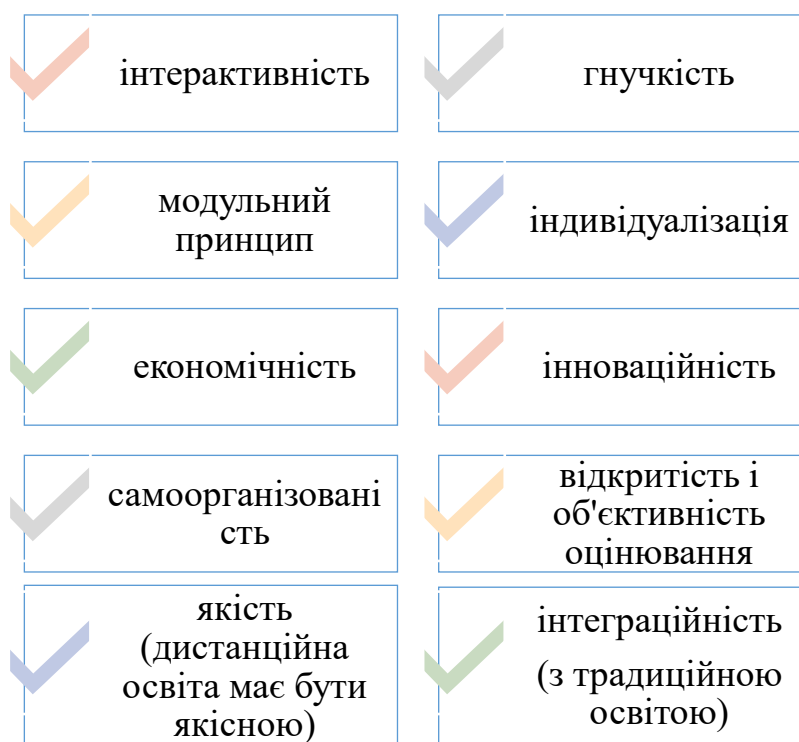 інтерактивність
гнучкість
модульний
принцип
індивідуалізація
економічність
інноваційність
самоорганізовані
сть
відкритість і
об'єктивність
оцінювання
якість
(дистанційна
освіта має бути
якісною)
інтеграційність
(з традиційною
освітою)